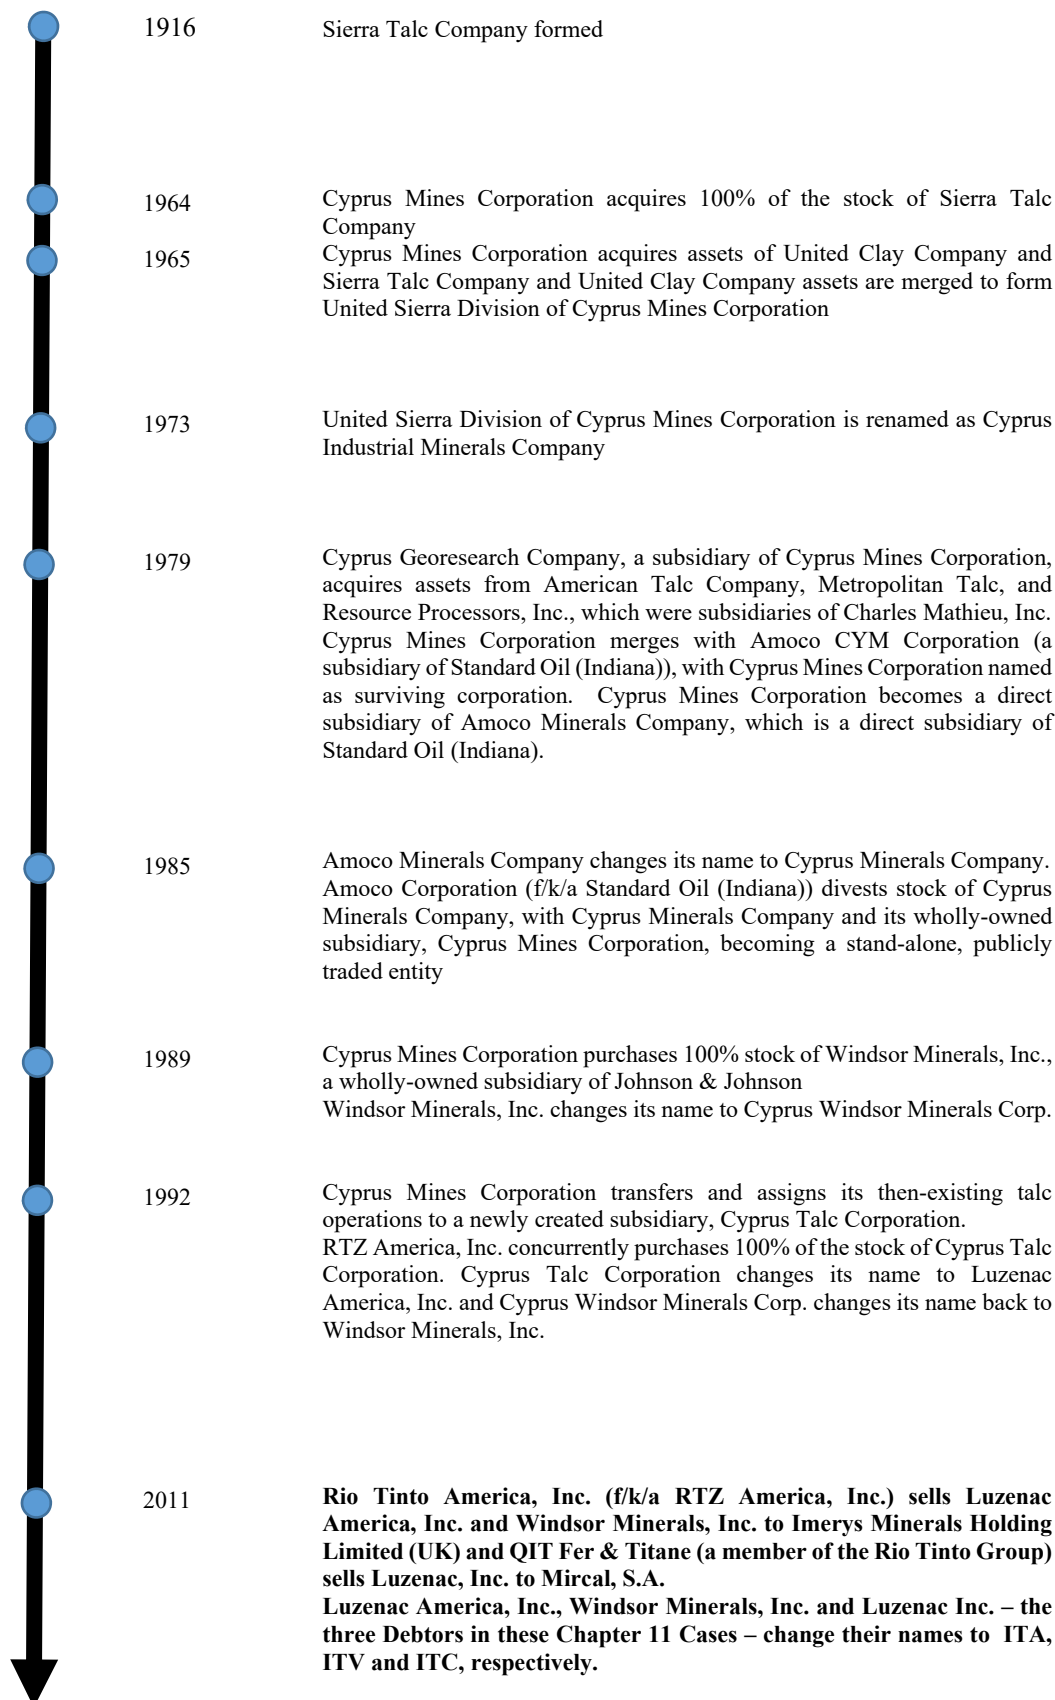 1916
Sierra Talc Company formed
1964
Cyprus Mines Corporation acquires 100% of the stock of Sierra Talc
Company
1965
Cyprus Mines Corporation acquires assets of United Clay Company and
Sierra Talc Company and United Clay Company assets are merged to form
United Sierra Division of Cyprus Mines Corporation
1973
United Sierra Division of Cyprus Mines Corporation is renamed as Cyprus
Industrial Minerals Company
1979
Cyprus Georesearch Company, a subsidiary of Cyprus Mines Corporation,
acquires assets from American Talc Company, Metropolitan Talc, and
Resource Processors, Inc., which were subsidiaries of Charles Mathieu, Inc.
Cyprus Mines Corporation merges with Amoco CYM Corporation (a
subsidiary of Standard Oil (Indiana)), with Cyprus Mines Corporation named
as surviving corporation. Cyprus Mines Corporation becomes a direct
subsidiary of Amoco Minerals Company, which is a direct subsidiary of
Standard Oil (Indiana).
1985
Amoco Minerals Company changes its name to Cyprus Minerals Company.
Amoco Corporation (f/k/a Standard Oil (Indiana)) divests stock of Cyprus
Minerals Company, with Cyprus Minerals Company and its wholly-owned
subsidiary, Cyprus Mines Corporation, becoming a stand-alone, publicly
traded entity
1989
Cyprus Mines Corporation purchases 100% stock of Windsor Minerals, Inc.,
a wholly-owned subsidiary of Johnson & Johnson
Windsor Minerals, Inc. changes its name to Cyprus Windsor Minerals Corp.
1992
Cyprus Mines Corporation transfers and assigns its then-existing talc
operations to a newly created subsidiary, Cyprus Talc Corporation.
RTZ America, Inc. concurrently purchases 100% of the stock of Cyprus Talc
Corporation. Cyprus Talc Corporation changes its name to Luzenac
America, Inc. and Cyprus Windsor Minerals Corp. changes its name back to
Windsor Minerals, Inc.
2011
Rio Tinto America, Inc. (f/k/a RTZ America, Inc.) sells Luzenac
America, Inc. and Windsor Minerals, Inc. to Imerys Minerals Holding
Limited (UK) and QIT Fer & Titane (a member of the Rio Tinto Group)
sells Luzenac, Inc. to Mircal, S.A.
Luzenac America, Inc., Windsor Minerals, Inc. and Luzenac Inc. – the
three Debtors in these Chapter 11 Cases – change their names to ITA,
ITV and ITC, respectively.